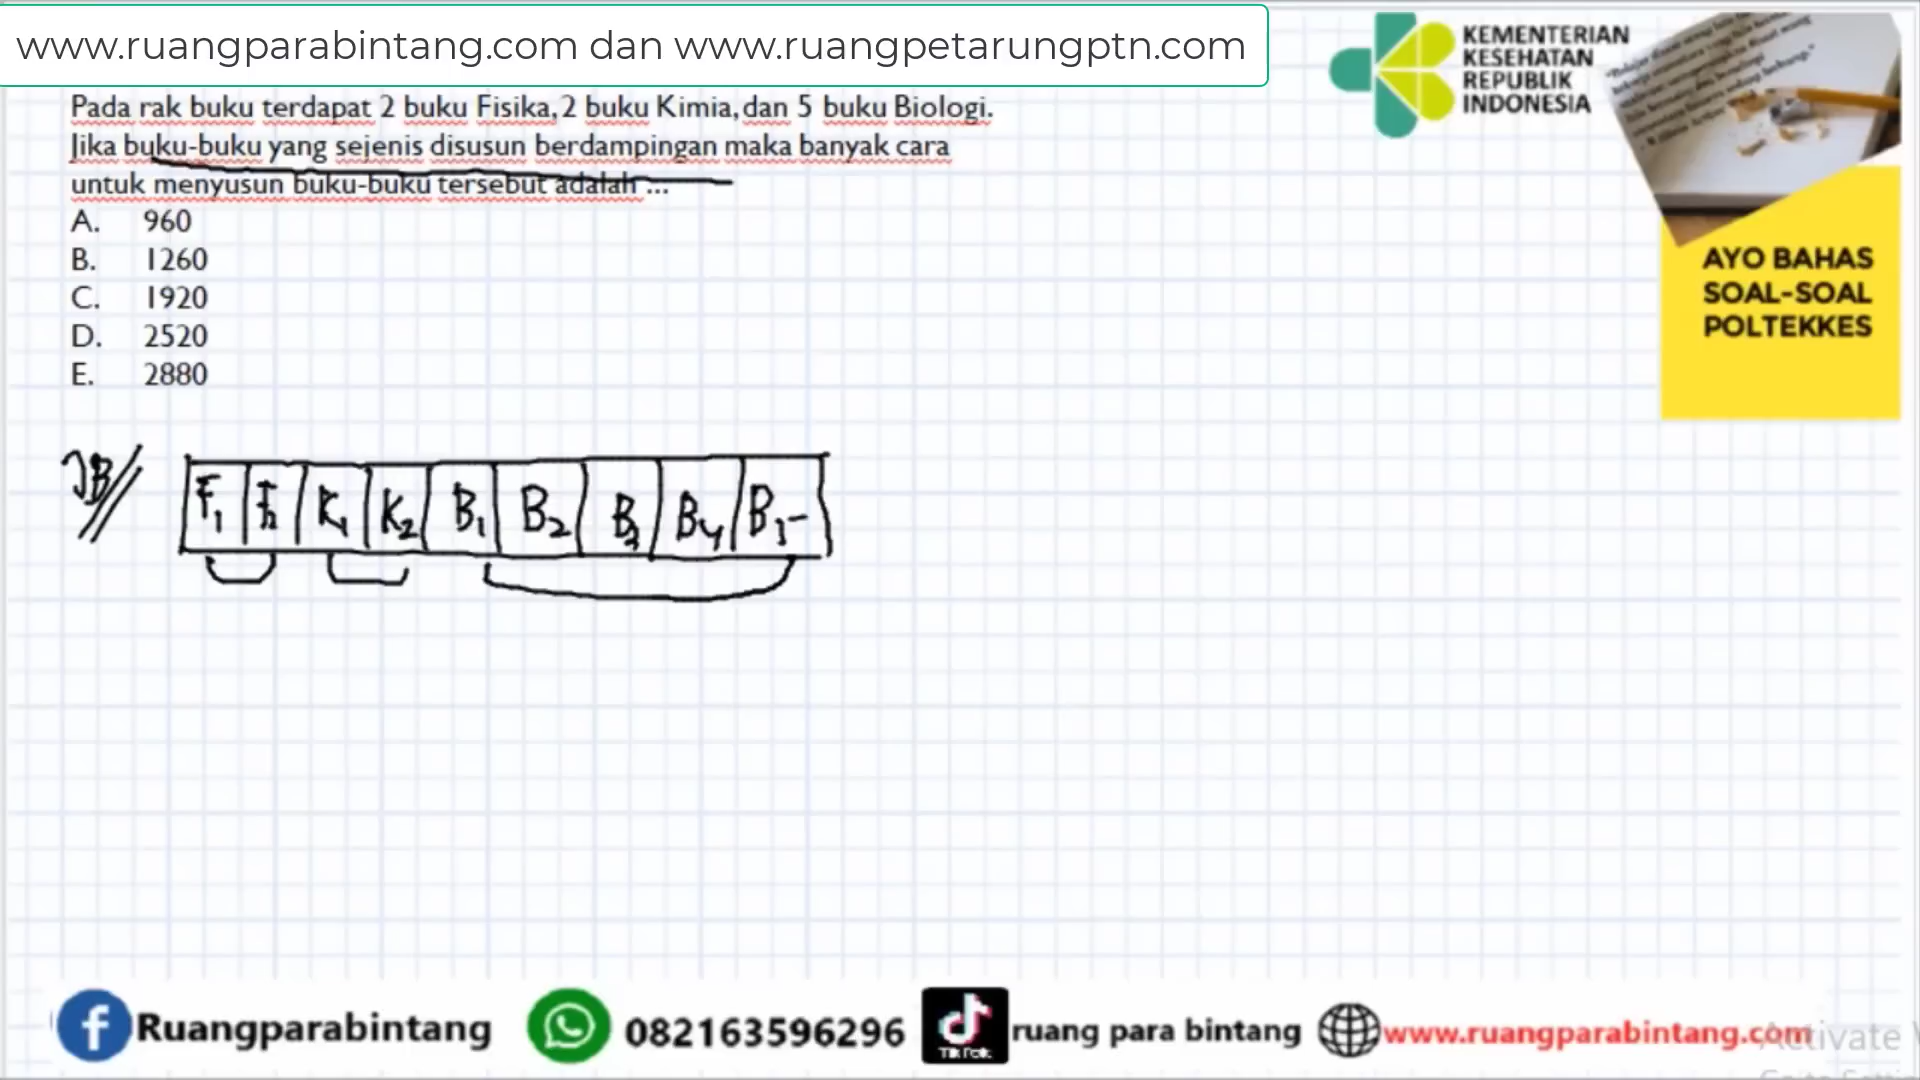 www.ruangparabintang.com dan www.ruangpetarungptn.com
KEMENTERIAN
KESEHATAN
REPUBLIK
INDONESIA
Pada rak buku terdapat 2 buku Fisika, 2 buku Kimia, dan 5 buku Biologi.
Jika buku-buku yang sejenis disusun berdampingan maka banyak cara
untuk menyusun buku-buku tersebut adalah ...
A. 960
B. 1260
C. 1920
D. 2520
E. 2880
AYO BAHAS
SOAL-SOAL
POLTEKKES
JB//
F1 F2 K1 K2 B1 B2 B3 B4 B5
Ruangparabintang
082163596296
TikTok
ruang para bintang
www.ruangparabintang.com
Activate